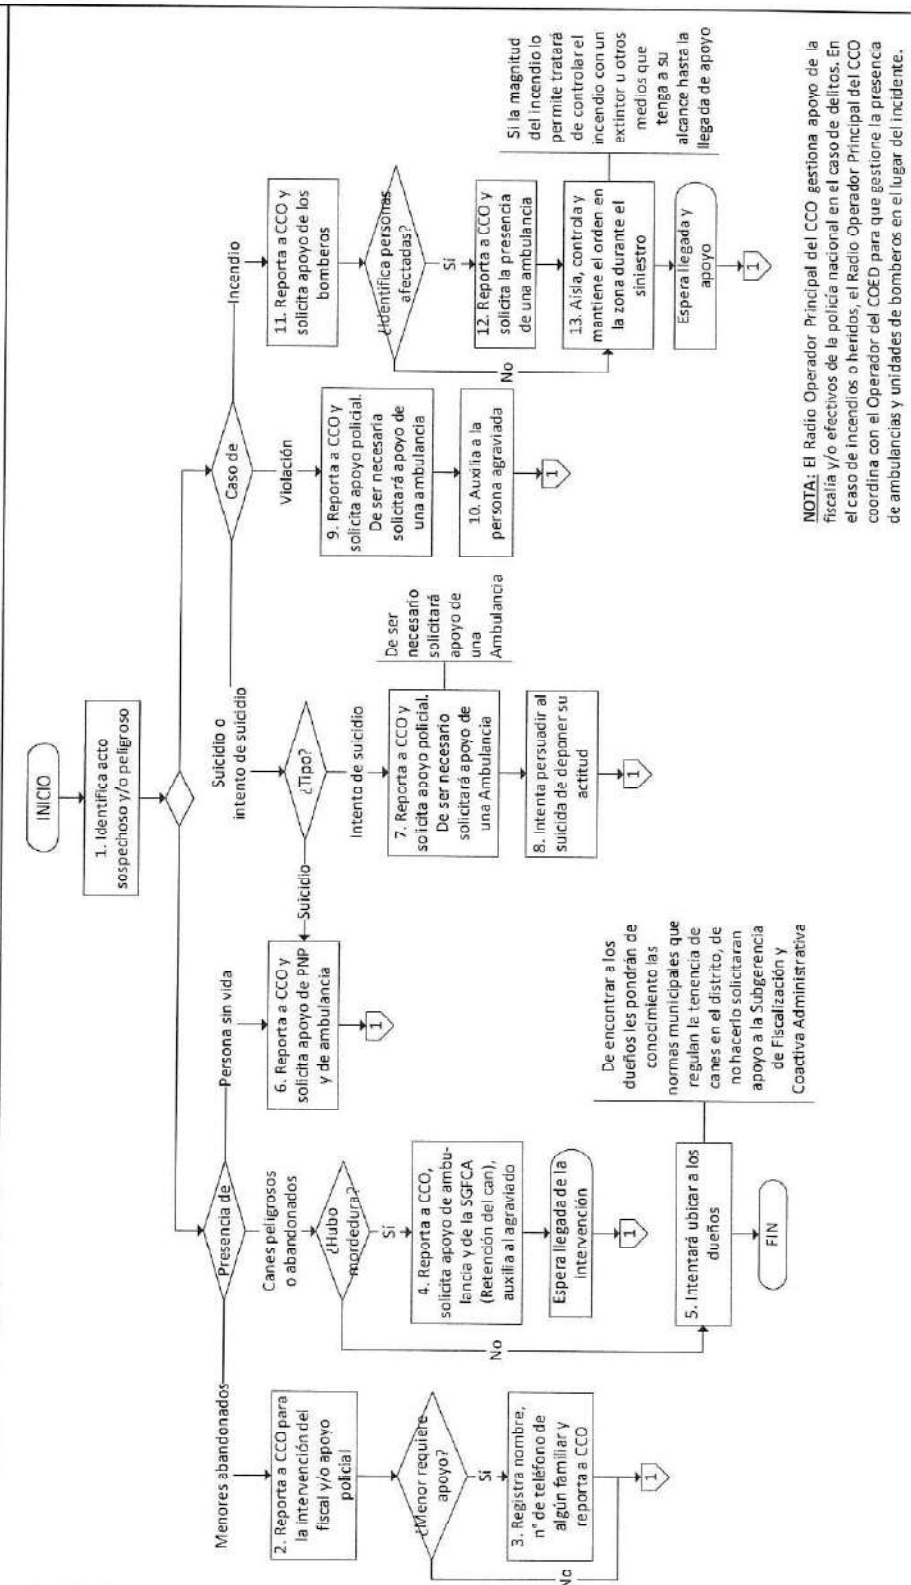 INICIO
1. Identifica acto
sospechoso y/o peligroso
Presencia de
Menores abandonados
2. Reporta a CCO para
la intervención del
fiscal y/o apoyo
policial
¿Menor requiere
apoyo?
Sí
No
3. Registra nombre,
n° de teléfono de
algún familiar y
reporta a CCO
1
Canes peligrosos
o abandonados
¿Hubo
mordedura?
Sí
No
4. Reporta a CCO,
solicita apoyo de ambu-
lancia y de la SGFCA
(Retención del can),
auxilia al agraviado
Espera llegada de la
intervención
1
5. Intentará ubicar a los
dueños
De encontrar a los
dueños les pondrán de
conocimiento las
normas municipales que
regulan la tenencia de
canes en el distrito, de
no hacerlo solicitaran
apoyo a la Subgerencia
de Fiscalización y
Coactiva Administrativa
FIN
Persona sin vida
6. Reporta a CCO y
solicita apoyo de PNP
y de ambulancia
1
Caso de
Suicidio o
intento de suicidio
¿Tipo?
Suicidio
Intento de suicidio
7. Reporta a CCO y
solicita apoyo policial.
De ser necesario
solicitará apoyo de
una Ambulancia
De ser
necesario
solicitará
apoyo de
una
Ambulancia
8. Intenta persuadir al
suicida de deponer su
actitud
1
Violación
9. Reporta a CCO y
solicita apoyo policial.
De ser necesaria
solicitará apoyo de
una ambulancia
10. Auxilia a la
persona agraviada
1
Incendio
11. Reporta a CCO y
solicita apoyo de los
bomberos
¿Identifica personas
afectadas?
Sí
No
12. Reporta a CCO y
solicita la presencia
de una ambulancia
13. Aisla, controla y
mantiene el orden en
la zona durante el
siniestro
Si la magnitud
del incendio lo
permite tratará
de controlar el
incendio con un
extintor u otros
medios que
tenga a su
alcance hasta la
llegada de apoyo
Espera llegada y
apoyo
1
NOTA: El Radio Operador Principal del CCO gestiona apoyo de la
fiscalía y/o efectivos de la policía nacional en el caso de delitos. En
el caso de incendios o heridos, el Radio Operador Principal del CCO
coordina con el Operador del COED para que gestione la presencia
de ambulancias y unidades de bomberos en el lugar del incidente.